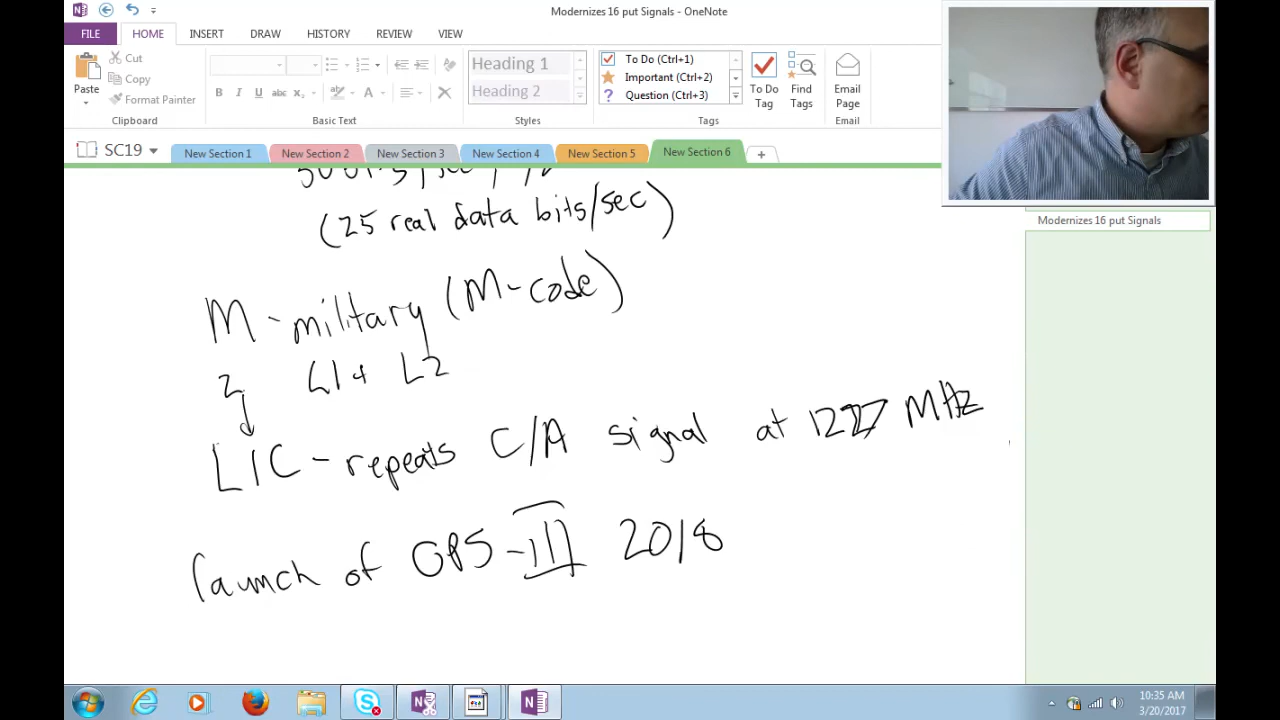 Modernizes 16 put Signals - OneNote
FILE HOME INSERT DRAW HISTORY REVIEW VIEW
Paste
Cut
Copy
Format Painter
Clipboard
B I U abc X₂ A
Basic Text
Heading 1
Heading 2
Styles
To Do (Ctrl+1)
Important (Ctrl+2)
Question (Ctrl+3)
To Do Tag
Find Tags
Tags
Email Page
Email
SC19 New Section 1 New Section 2 New Section 3 New Section 4 New Section 5 New Section 6
Modernizes 16 put Signals
(25 real data bits/sec)
M - military (M-code)
L1 + L2
L1C - repeats C/A signal at 1227 MHz
launch of GPS-III 2018
10:35 AM
3/20/2017